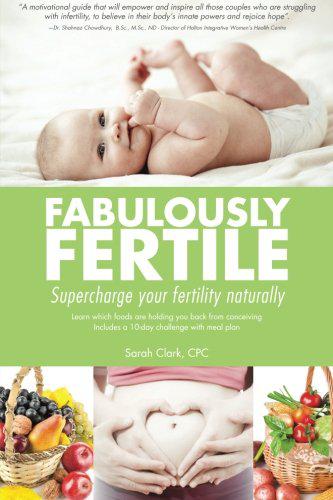 "A motivational guide that will empower and inspire all those couples who are struggling
with infertility, to believe in their body's innate powers and rejoice hope".
—Dr. Shahnaz Chowdhury, B.Sc., M.Sc., ND - Director of Halton Integrative Women's Health Centre
FABULOUSLY
FERTILE
Supercharge your fertility naturally
Learn which foods are holding you back from conceiving
Includes a 10-day challenge with meal plan
Sarah Clark, CPC